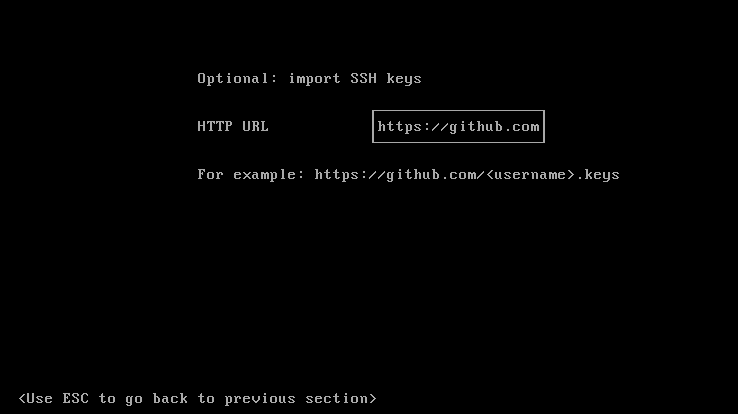 Optional: import SSH keys
HTTP URL https://github.com
For example: https://github.com/<username>.keys
<Use ESC to go back to previous section>